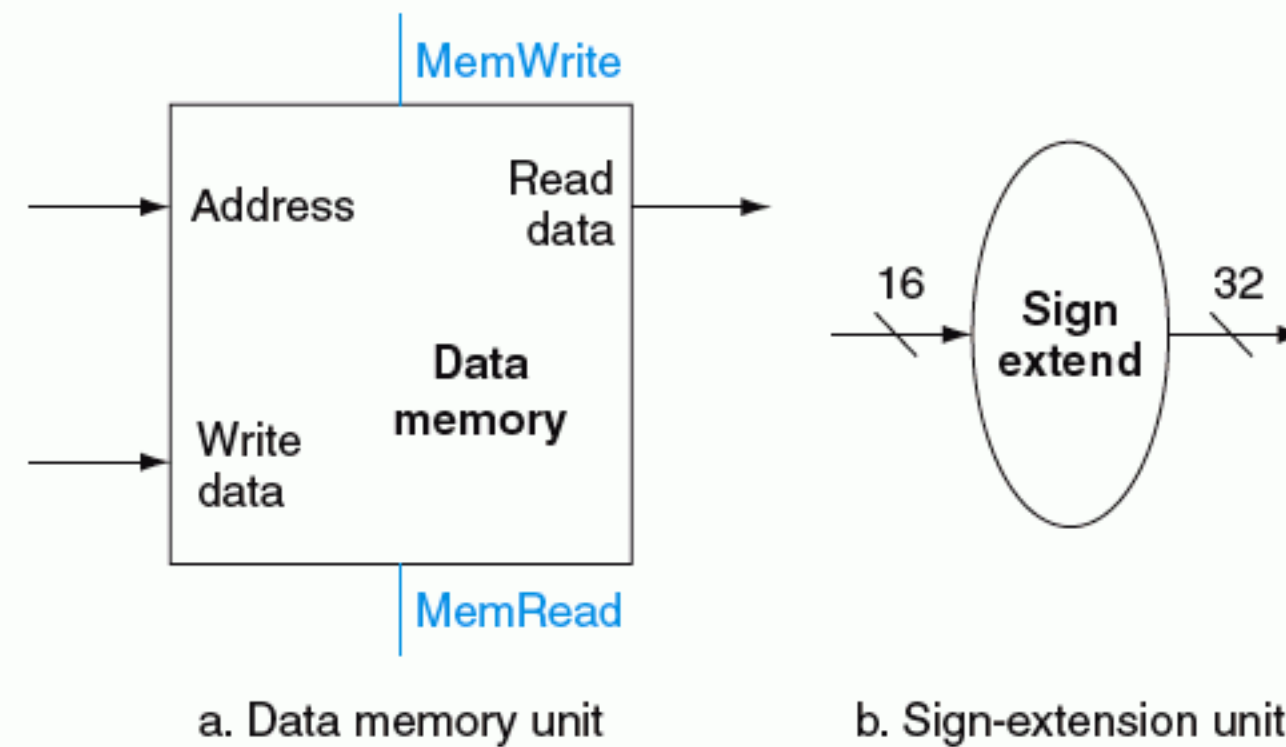 MemWrite
Address
Read
data
Data
memory
Write
data
MemRead
a. Data memory unit
16
Sign
extend
32
b. Sign-extension unit